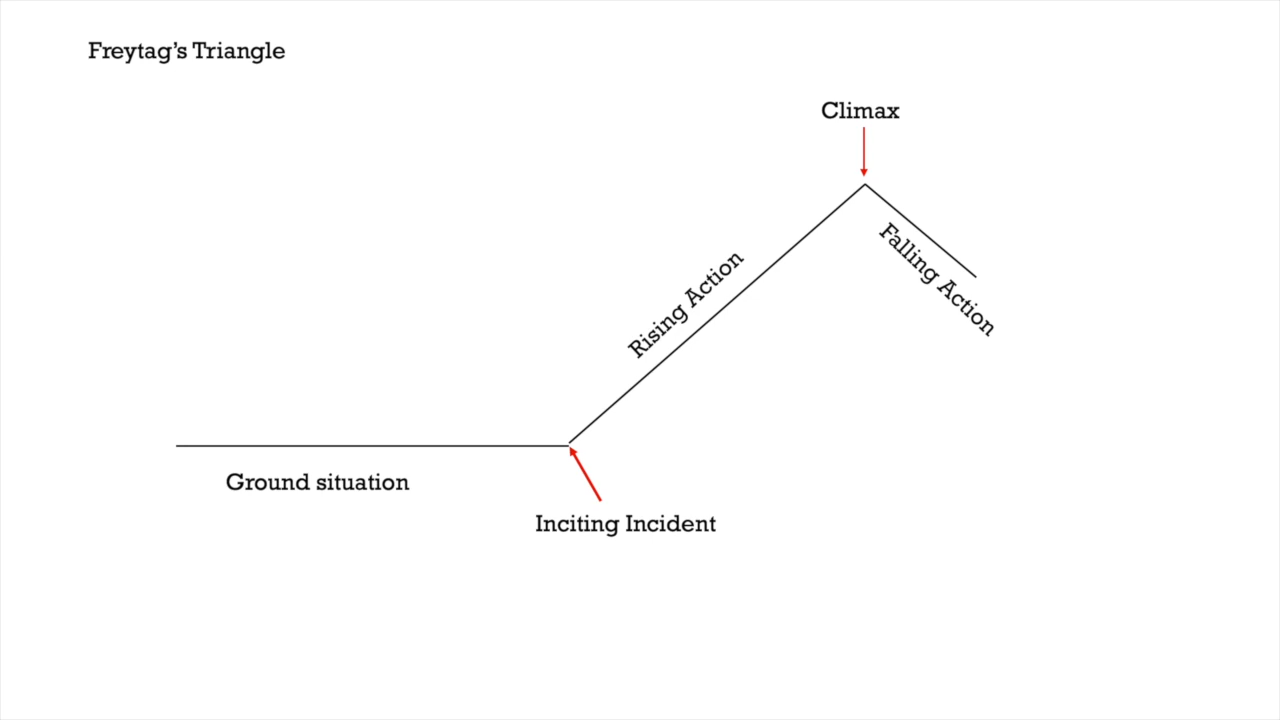 Freytag’s Triangle
Climax
Falling Action
Rising Action
Ground situation
Inciting Incident